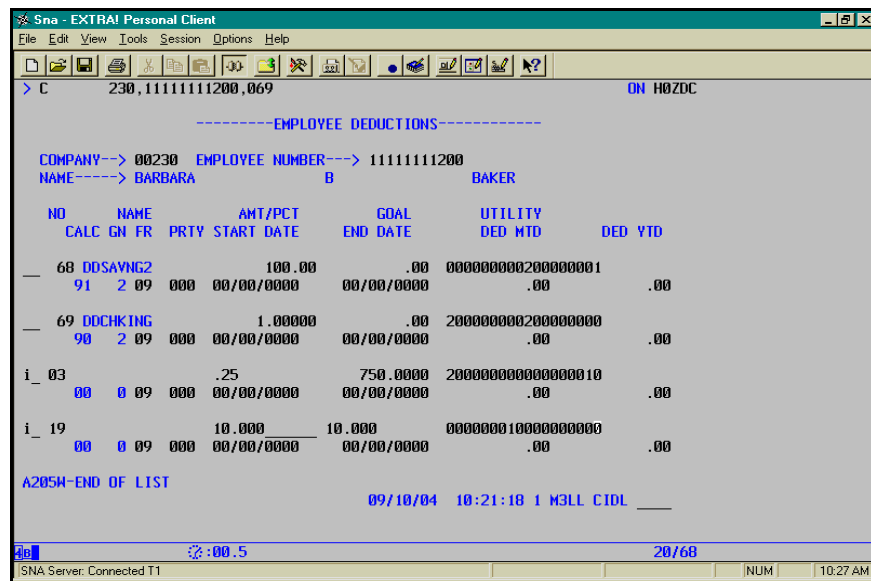 Sna - EXTRA! Personal Client
File Edit View Tools Session Options Help
> C 230,11111111200,069 ON H0ZDC
---------EMPLOYEE DEDUCTIONS------------
COMPANY--> 00230 EMPLOYEE NUMBER---> 11111111200
NAME-----> BARBARA B BAKER
NO NAME AMT/PCT GOAL UTILITY
CALC GN FR PRTY START DATE END DATE DED MTD DED YTD
__ 68 DDSAVNG2 100.00 .00 000000000200000001
91 2 09 000 00/00/0000 00/00/0000 .00 .00
__ 69 DDCHKING 1.00000 .00 200000000200000000
90 2 09 000 00/00/0000 00/00/0000 .00 .00
i_ 03 .25 750.0000 200000000000000010
00 0 09 000 00/00/0000 00/00/0000 .00 .00
i_ 19 10.000______ 10.000 000000010000000000
00 0 09 000 00/00/0000 00/00/0000 .00 .00
A205W-END OF LIST
09/10/04 10:21:18 1 M3LL CIDL ____
4B :00.5 20/68
SNA Server: Connected T1 NUM 10:27 AM